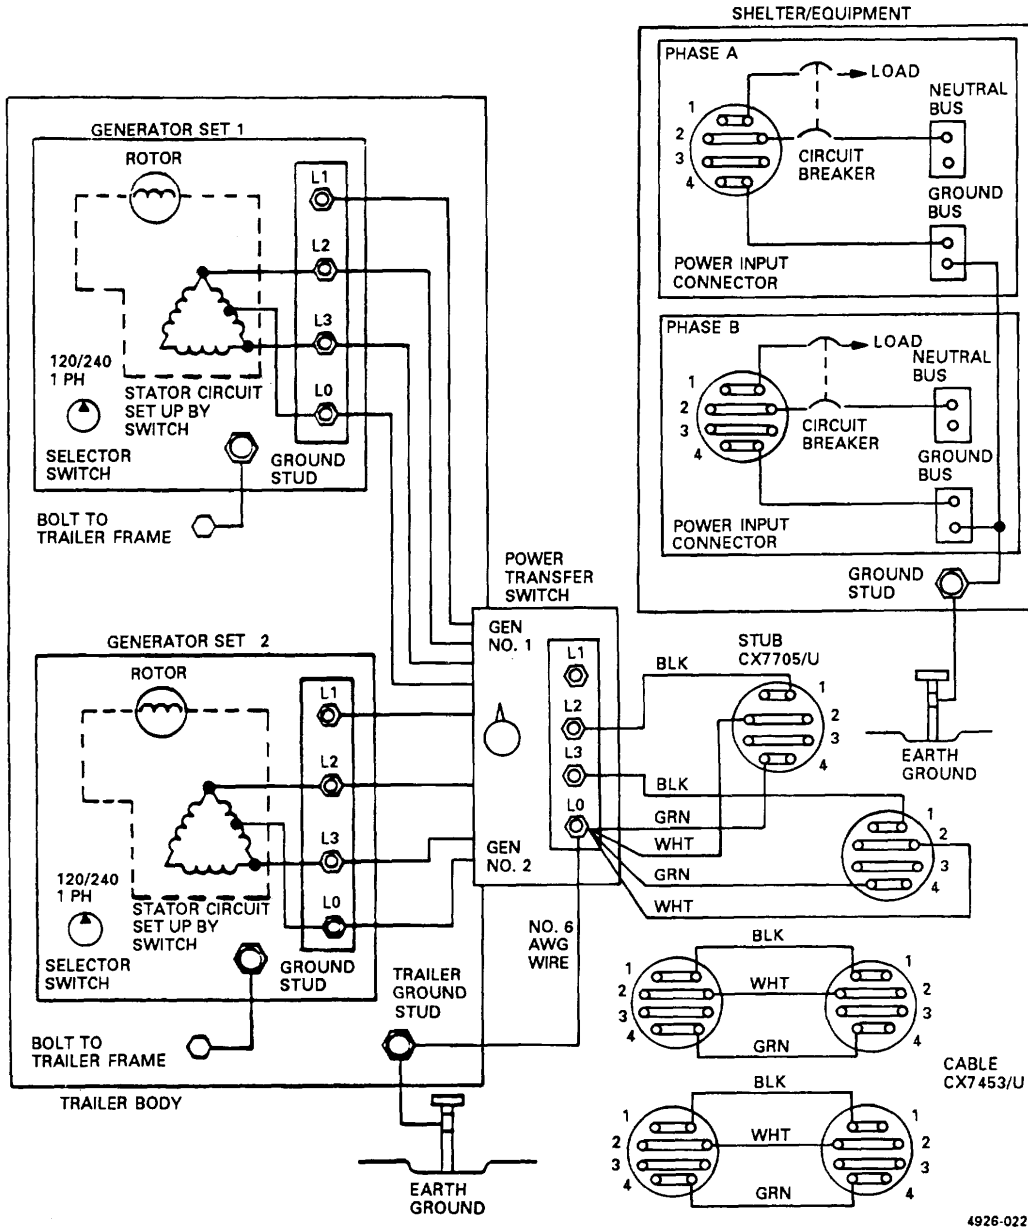 SHELTER/EQUIPMENT
PHASE A
LOAD
NEUTRAL
BUS
1
2
3
4
CIRCUIT
BREAKER
GROUND
BUS
POWER INPUT
CONNECTOR
PHASE B
LOAD
NEUTRAL
BUS
1
2
3
4
CIRCUIT
BREAKER
GROUND
BUS
POWER INPUT
CONNECTOR
GROUND
STUD
EARTH
GROUND
GENERATOR SET 1
ROTOR
L1
L2
L3
L0
120/240
1 PH
STATOR CIRCUIT
SET UP BY
SWITCH
SELECTOR
SWITCH
GROUND
STUD
BOLT TO
TRAILER FRAME
GENERATOR SET 2
ROTOR
L1
L2
L3
L0
120/240
1 PH
STATOR CIRCUIT
SET UP BY
SWITCH
SELECTOR
SWITCH
GROUND
STUD
BOLT TO
TRAILER FRAME
TRAILER BODY
POWER
TRANSFER
SWITCH
GEN
NO. 1
GEN
NO. 2
L1
L2
L3
L0
BLK
STUB
CX7705/U
1
2
3
4
BLK
GRN
WHT
GRN
WHT
1
2
3
4
NO. 6
AWG
WIRE
TRAILER
GROUND
STUD
EARTH
GROUND
BLK
WHT
GRN
1
2
3
4
1
2
3
4
CABLE
CX7453/U
BLK
WHT
GRN
1
2
3
4
1
2
3
4
4926-022